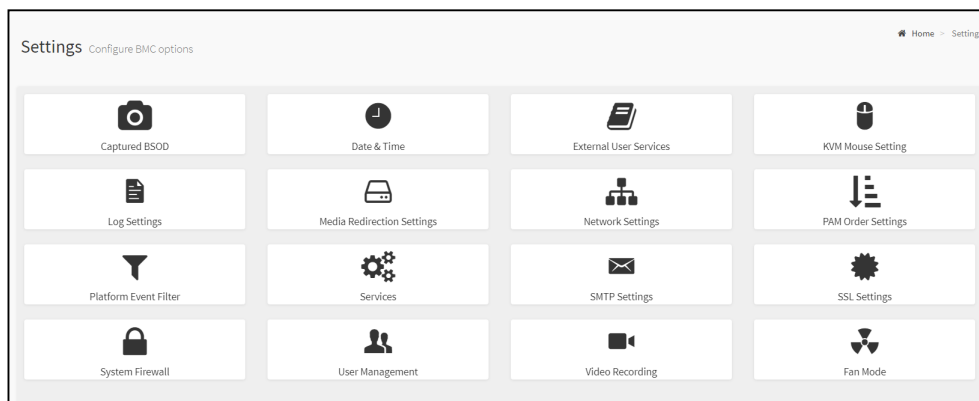 Settings Configure BMC options
Home > Setting
Captured BSOD
Date & Time
External User Services
KVM Mouse Setting
Log Settings
Media Redirection Settings
Network Settings
PAM Order Settings
Platform Event Filter
Services
SMTP Settings
SSL Settings
System Firewall
User Management
Video Recording
Fan Mode